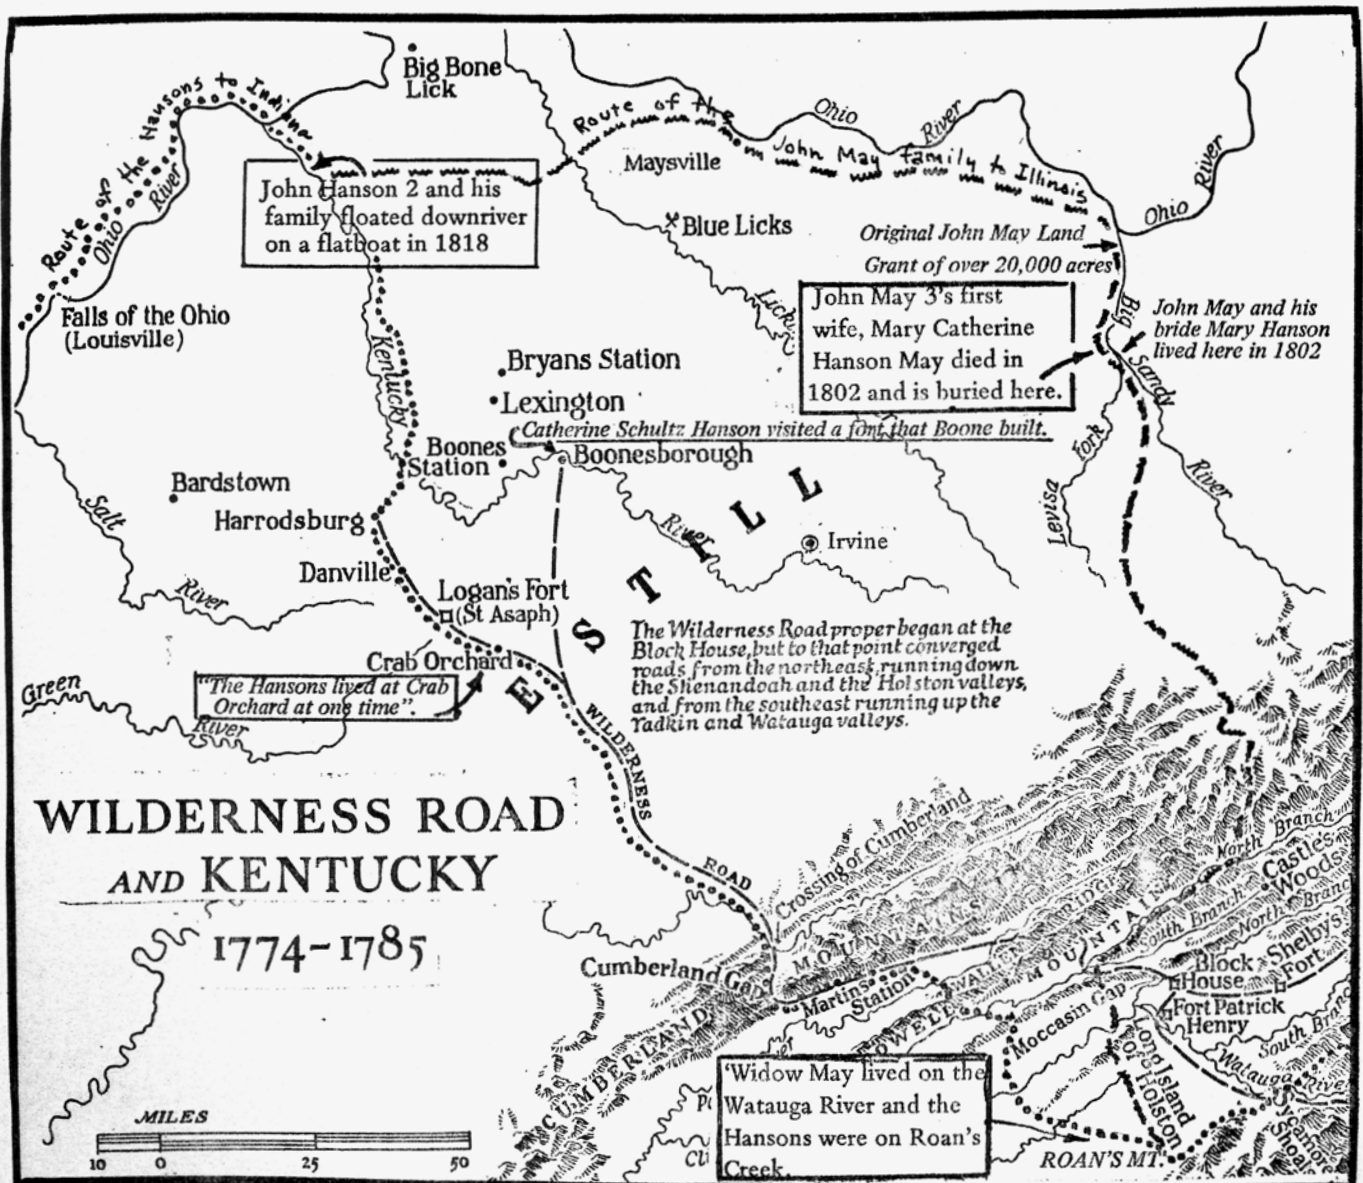 Big Bone
Lick
Route of the Hansons to Indiana
Ohio
River
Route of the
John May family to Illinois
Ohio
River
Ohio
River
Maysville
John Hanson 2 and his
family floated downriver
on a flatboat in 1818
Blue Licks
Original John May Land
Grant of over 20,000 acres
Falls of the Ohio
(Louisville)
John May 3's first
wife, Mary Catherine
Hanson May died in
1802 and is buried here.
Big
Sandy
River
John May and his
bride Mary Hanson
lived here in 1802
Licki
Kentucky
Bryans Station
Lexington
Catherine Schultz Hanson visited a font that Boone built.
Boones
Station
Boonesborough
Levisa
Fork
Bardstown
Harrodsburg
Salt
River
River
Irvine
ESTILL
Danville
Logan's Fort
(St Asaph)
Crab Orchard
The Wilderness Road proper began at the
Block House, but to that point converged
roads from the northeast, running down
the Shenandoah and the Holston valleys,
and from the southeast running up the
Yadkin and Watauga valleys.
"The Hansons lived at Crab
Orchard at one time".
Green
River
WILDERNESS
ROAD
WILDERNESS ROAD
AND KENTUCKY
1774-1785
Crossing of Cumberland
North Branch
Castle's
Woods
South Branch
North Branc
MOUNTAINS
RIDGE
Cumberland Gap
Martins
Station
POWELL
VALLEY
MOUNTAIN
Block
House
Shelbys
Fort
Fort Patrick
Henry
Moccasin Gap
South Branc
CUMBERLAND
Long Island
of Holston
Watauga River
Sycamore
Shoals
'Widow May lived on the
Watauga River and the
Hansons were on Roan's
Creek.
ROAN'S MT.
MILES
10 0 25 50